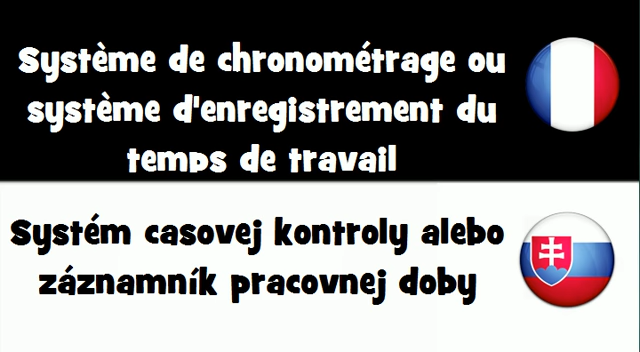 Système de chronométrage ou
système d'enregistrement du
temps de travail
Systém casovej kontroly alebo
záznamník pracovnej doby